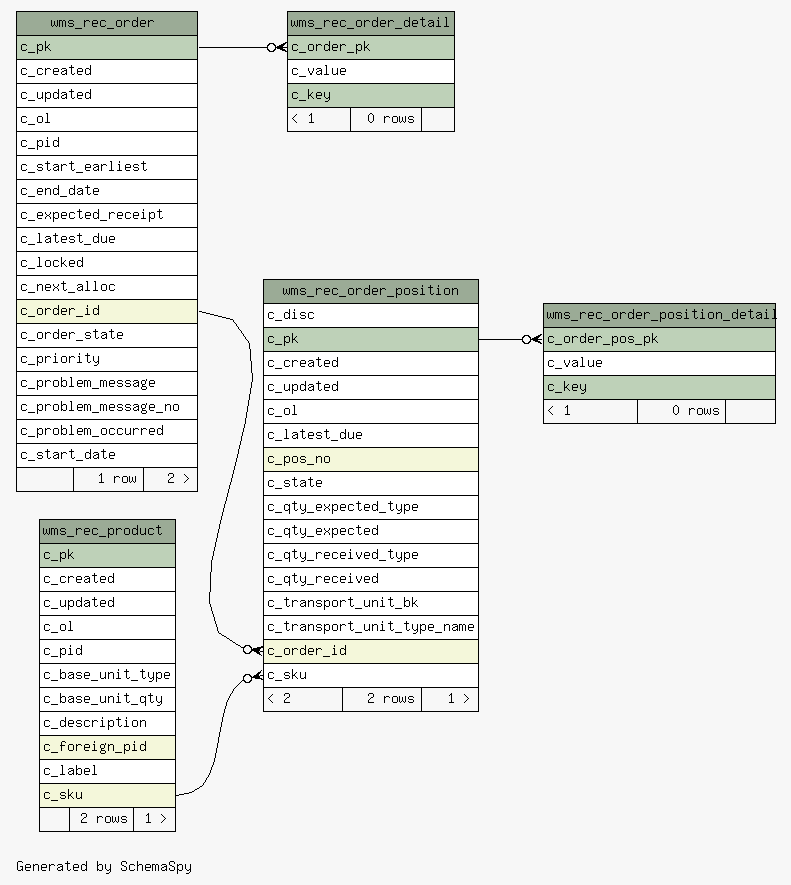 wms_rec_order
c_pk
c_created
c_updated
c_ol
c_pid
c_start_earliest
c_end_date
c_expected_receipt
c_latest_due
c_locked
c_next_alloc
c_order_id
c_order_state
c_priority
c_problem_message
c_problem_message_no
c_problem_occurred
c_start_date
1 row 2 >
wms_rec_order_detail
c_order_pk
c_value
c_key
< 1 0 rows
wms_rec_order_position
c_disc
c_pk
c_created
c_updated
c_ol
c_latest_due
c_pos_no
c_state
c_qty_expected_type
c_qty_expected
c_qty_received_type
c_qty_received
c_transport_unit_bk
c_transport_unit_type_name
c_order_id
c_sku
< 2 2 rows 1 >
wms_rec_order_position_detail
c_order_pos_pk
c_value
c_key
< 1 0 rows
wms_rec_product
c_pk
c_created
c_updated
c_ol
c_pid
c_base_unit_type
c_base_unit_qty
c_description
c_foreign_pid
c_label
c_sku
2 rows 1 >
Generated by SchemaSpy